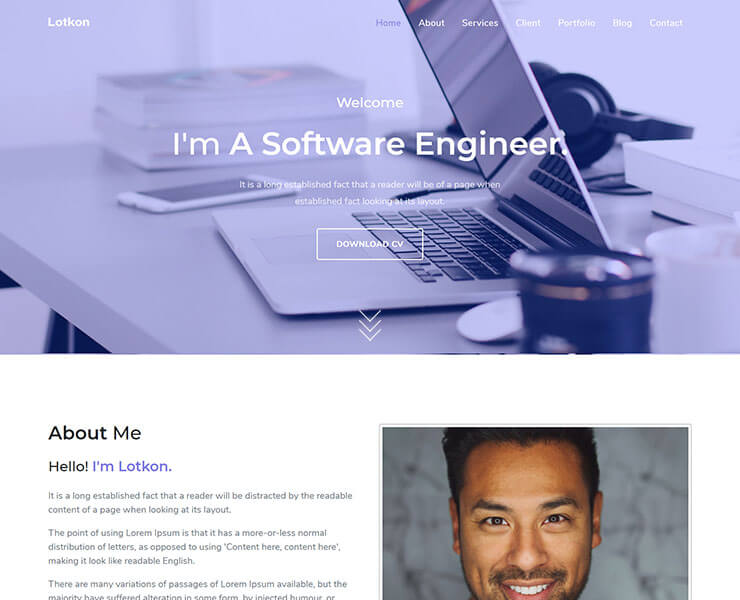 Lotkon
Home About Services Client Portfolio Blog Contact
Welcome
I'm A Software Engineer.
It is a long established fact that a reader will be of a page when
established fact looking at its layout.
DOWNLOAD CV
About Me
Hello! I'm Lotkon.
It is a long established fact that a reader will be distracted by the readable
content of a page when looking at its layout.
The point of using Lorem Ipsum is that it has a more-or-less normal
distribution of letters, as opposed to using 'Content here, content here',
making it look like readable English.
There are many variations of passages of Lorem Ipsum available, but the
majority have suffered alteration in some form, by injected humour, or